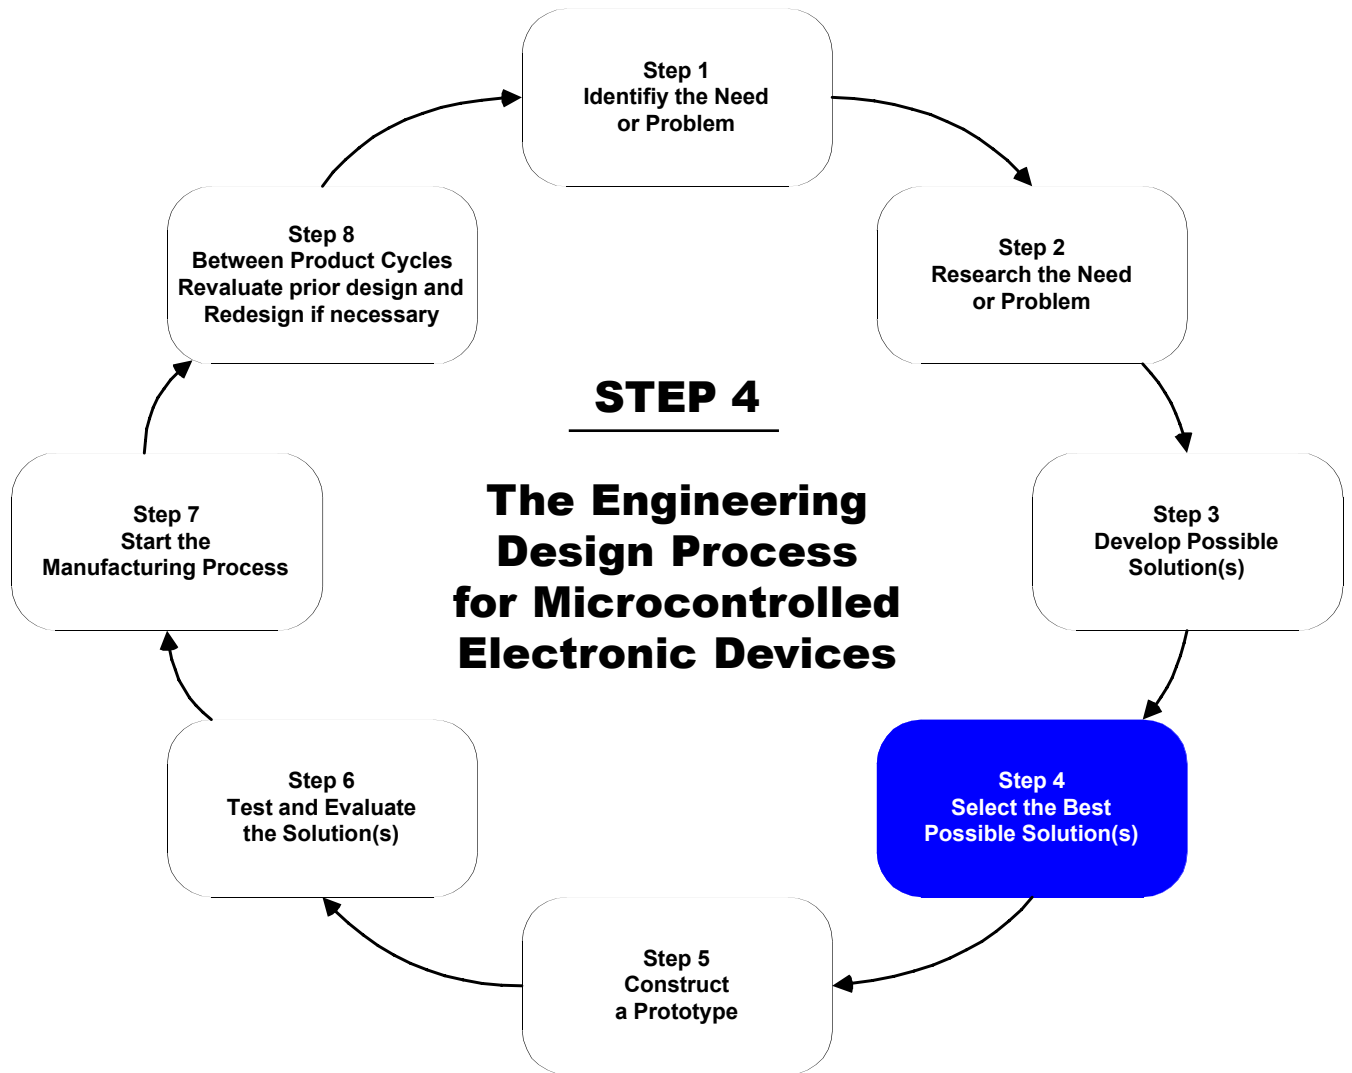 Step 1
Identifiy the Need
or Problem
Step 2
Research the Need
or Problem
Step 3
Develop Possible
Solution(s)
Step 4
Select the Best
Possible Solution(s)
Step 5
Construct
a Prototype
Step 6
Test and Evaluate
the Solution(s)
Step 7
Start the
Manufacturing Process
Step 8
Between Product Cycles
Revaluate prior design and
Redesign if necessary
STEP 4
The Engineering
Design Process
for Microcontrolled
Electronic Devices